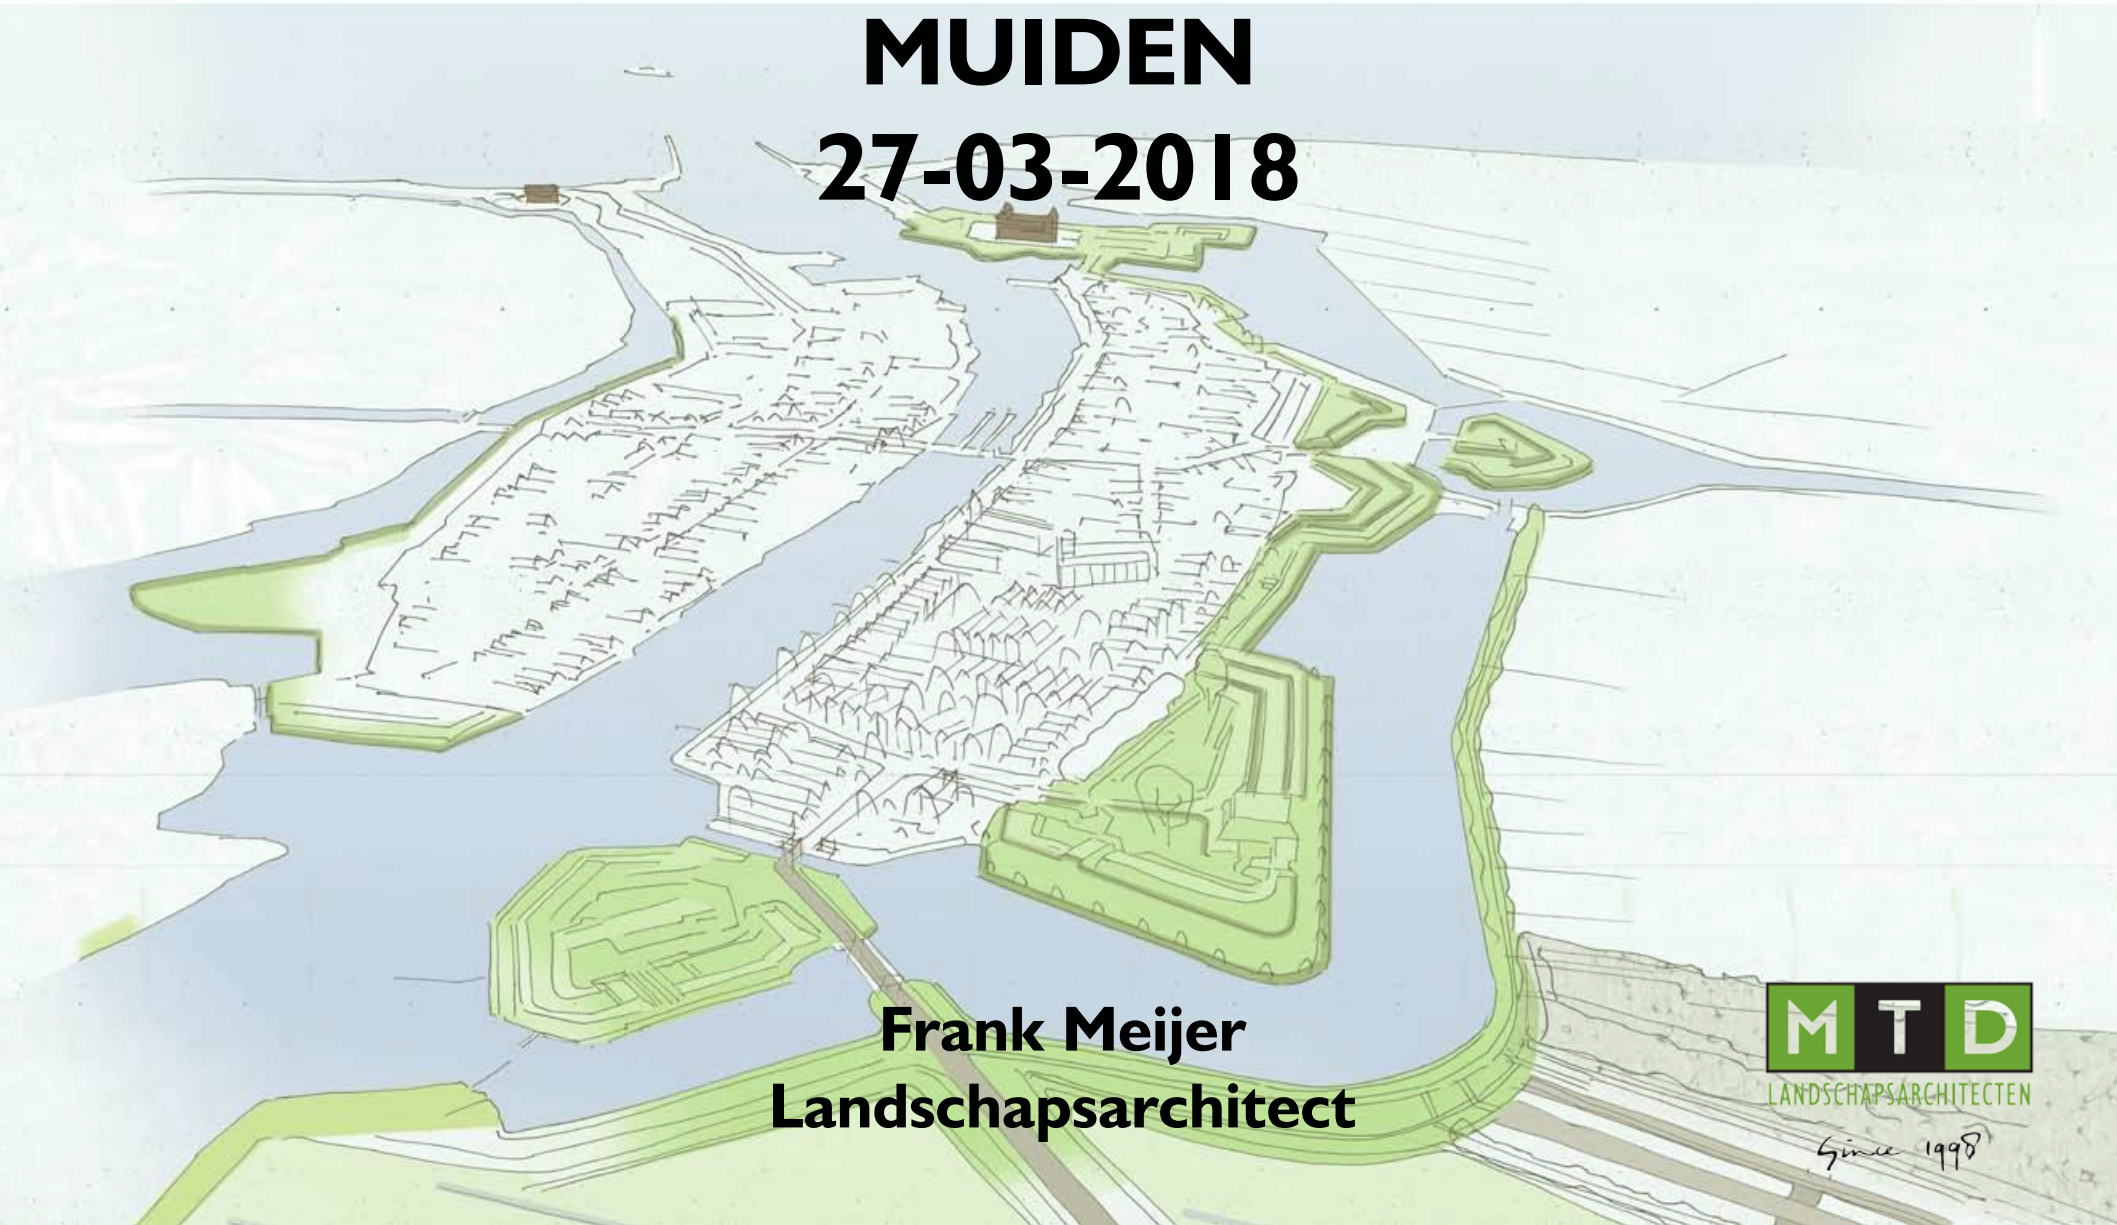 MUIDEN
27-03-2018
Frank Meijer
Landschapsarchitect
MTD
LANDSCHAPSARCHITECTEN
Since 1998